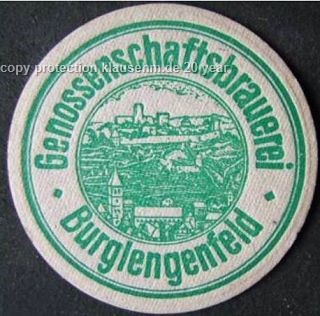 copy protection klausenm.de 20 year
Genossenschaftsbrauerei
Burglengenfeld